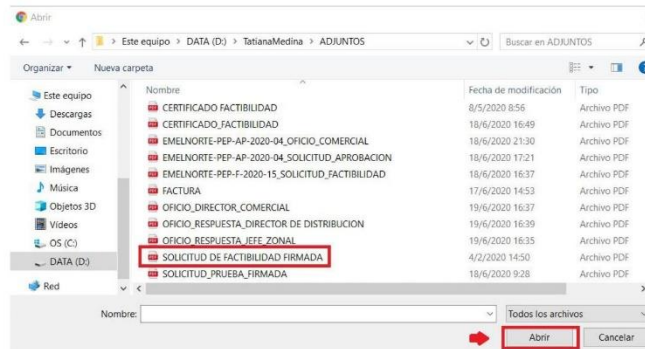 Abrir
Este equipo > DATA (D:) > TatianaMedina > ADJUNTOS
Buscar en ADJUNTOS
Organizar
Nueva carpeta
Nombre
Fecha de modificación
Tipo
Este equipo
Descargas
Documentos
Escritorio
Imágenes
Música
Objetos 3D
Vídeos
OS (C:)
DATA (D:)
Red
CERTIFICADO FACTIBILIDAD 8/5/2020 8:56 Archivo PDF
CERTIFICADO_FACTIBILIDAD 18/6/2020 16:49 Archivo PDF
EMELNORTE-PEP-AP-2020-04_OFICIO_COMERCIAL 18/6/2020 21:30 Archivo PDF
EMELNORTE-PEP-AP-2020-04_SOLICITUD_APROBACION 18/6/2020 17:21 Archivo PDF
EMELNORTE-PEP-F-2020-15_SOLICITUD_FACTIBILIDAD 18/6/2020 16:37 Archivo PDF
FACTURA 17/6/2020 14:53 Archivo PDF
OFICIO_DIRECTOR_COMERCIAL 19/6/2020 16:37 Archivo PDF
OFICIO_RESPUESTA_DIRECTOR DE DISTRIBUCION 19/6/2020 16:39 Archivo PDF
OFICIO_RESPUESTA_JEFE_ZONAL 19/6/2020 16:35 Archivo PDF
SOLICITUD DE FACTIBILIDAD FIRMADA 4/2/2020 14:50 Archivo PDF
SOLICITUD_PRUEBA_FIRMADA 18/6/2020 9:28 Archivo PDF
Nombre:
Todos los archivos
Abrir
Cancelar